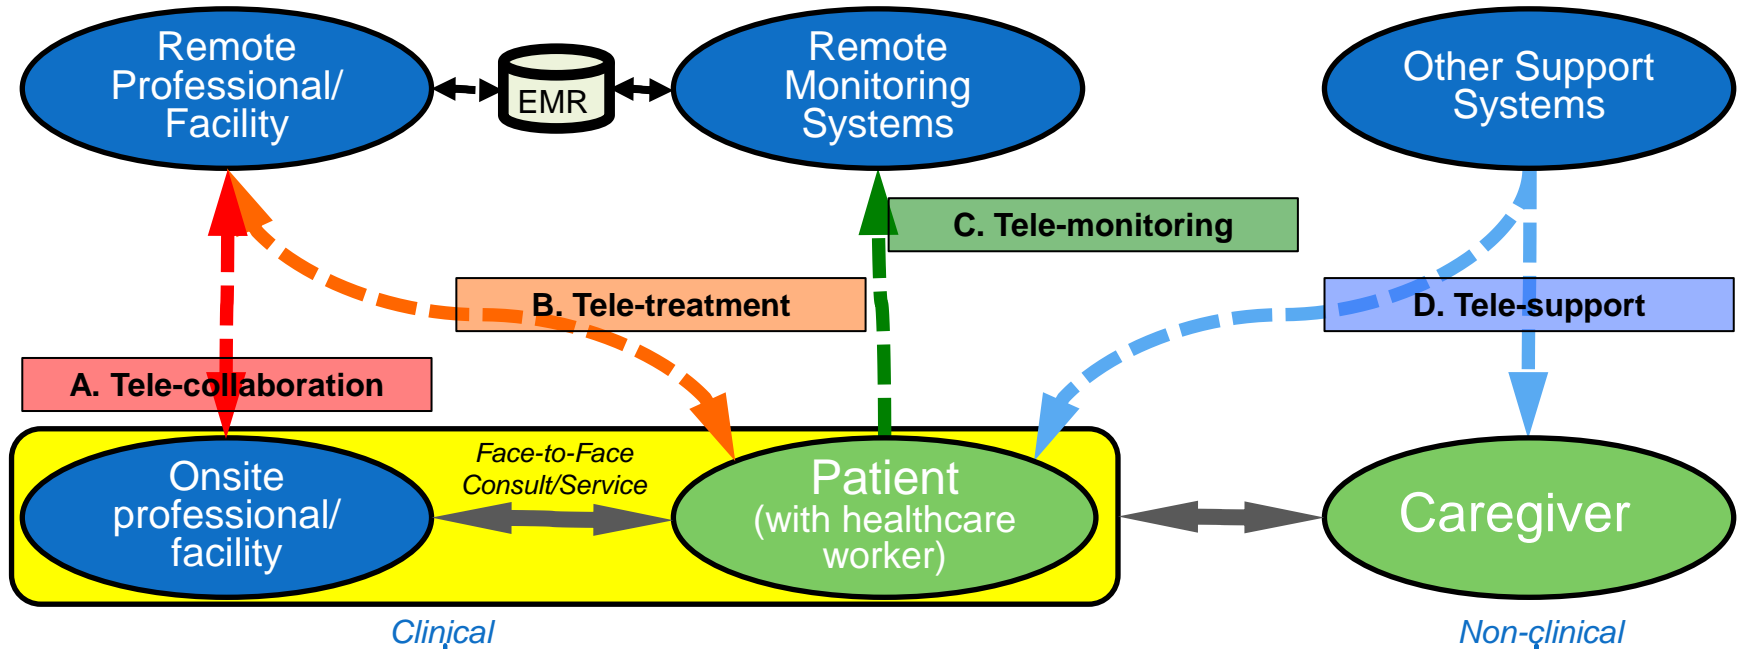 Remote
Professional/
Facility
EMR
Remote
Monitoring
Systems
Other Support
Systems
C. Tele-monitoring
B. Tele-treatment
D. Tele-support
A. Tele-collaboration
Onsite
professional/
facility
Face-to-Face
Consult/Service
Patient
(with healthcare
worker)
Caregiver
Clinical
Non-clinical